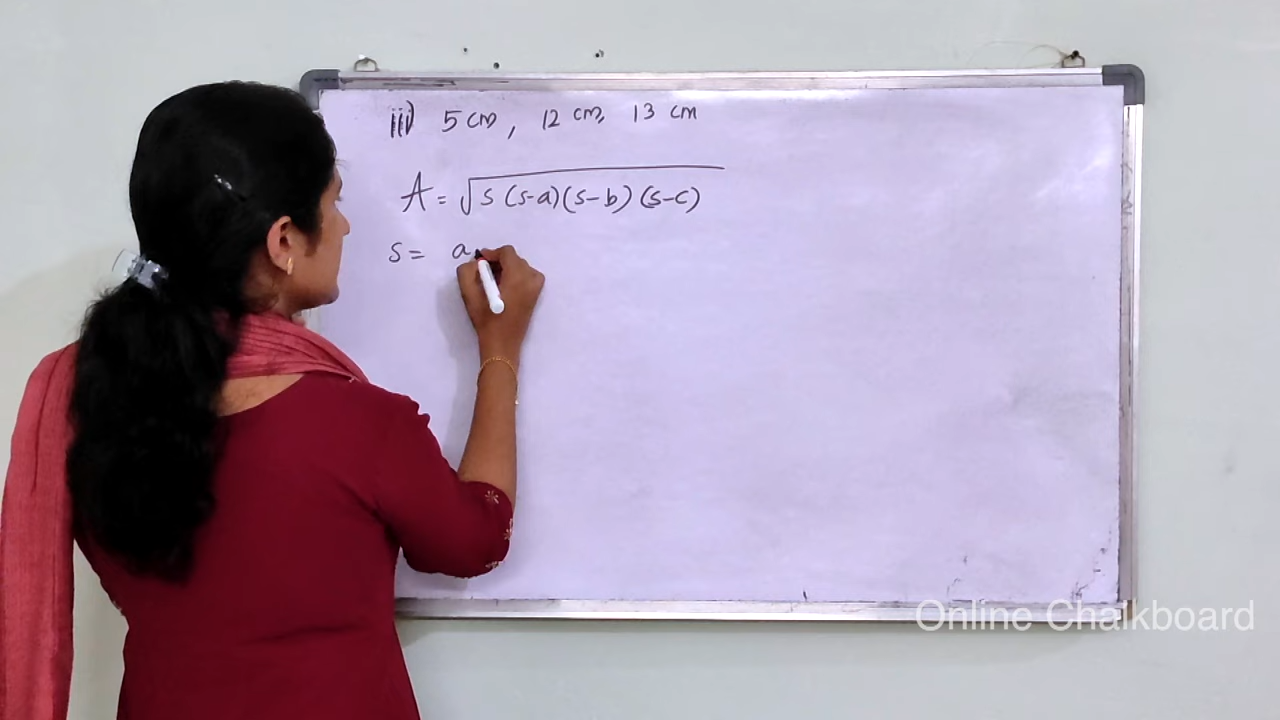 iii) 5 cm, 12 cm, 13 cm
A = √s(s-a)(s-b)(s-c)
s = a
Online Chalkboard